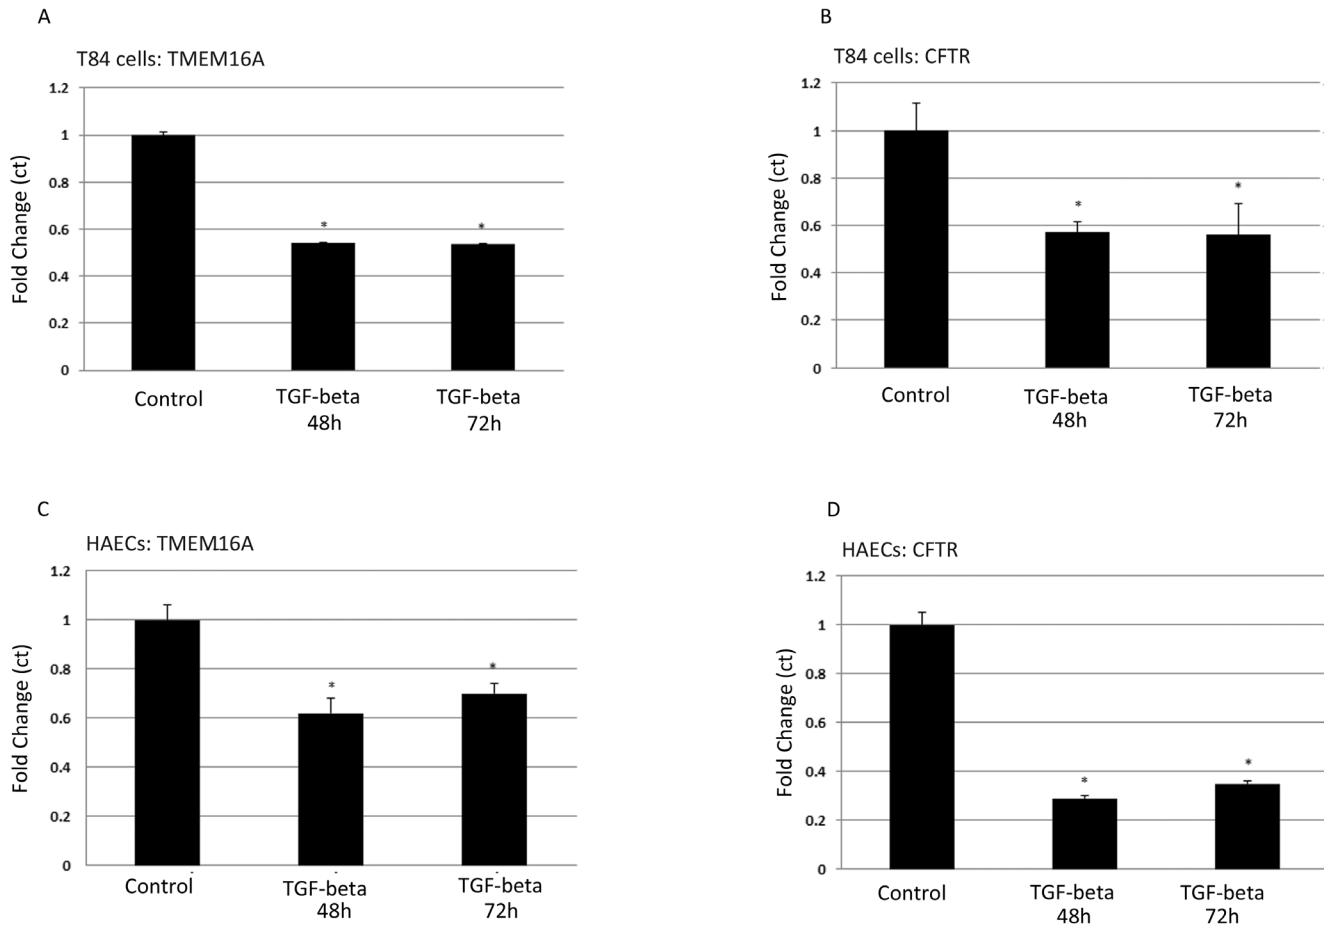 A
T84 cells: TMEM16A
1.2
1
0.8
0.6
0.4
0.2
0
Fold Change (ct)
*
*
Control
TGF-beta
48h
TGF-beta
72h
B
T84 cells: CFTR
1.2
1
0.8
0.6
0.4
0.2
0
Fold Change (ct)
*
*
Control
TGF-beta
48h
TGF-beta
72h
C
HAECs: TMEM16A
1.2
1
0.8
0.6
0.4
0.2
0
Fold Change (ct)
*
*
Control
TGF-beta
48h
TGF-beta
72h
D
HAECs: CFTR
1.2
1
0.8
0.6
0.4
0.2
0
Fold Change (ct)
*
*
Control
TGF-beta
48h
TGF-beta
72h